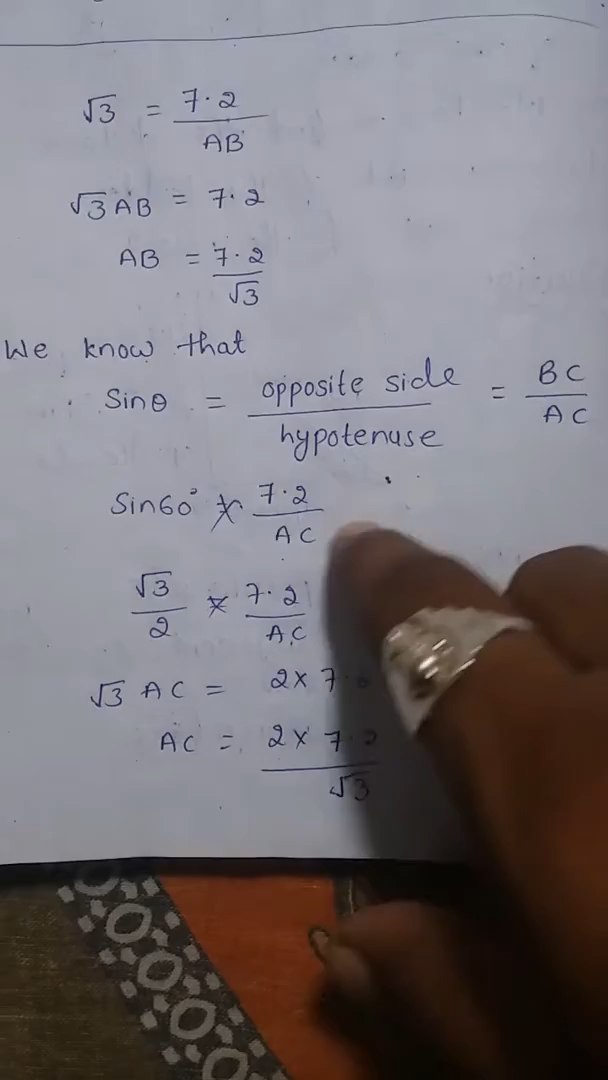 √3 = 7·2 / AB
√3 AB = 7·2
AB = 7·2 / √3
We know that
Sinθ = opposite side / hypotenuse = BC / AC
Sin60° × 7·2 / AC
√3 / 2 × 7·2 / AC
√3 AC = 2 × 7
AC = 2 × 7·2 / √3